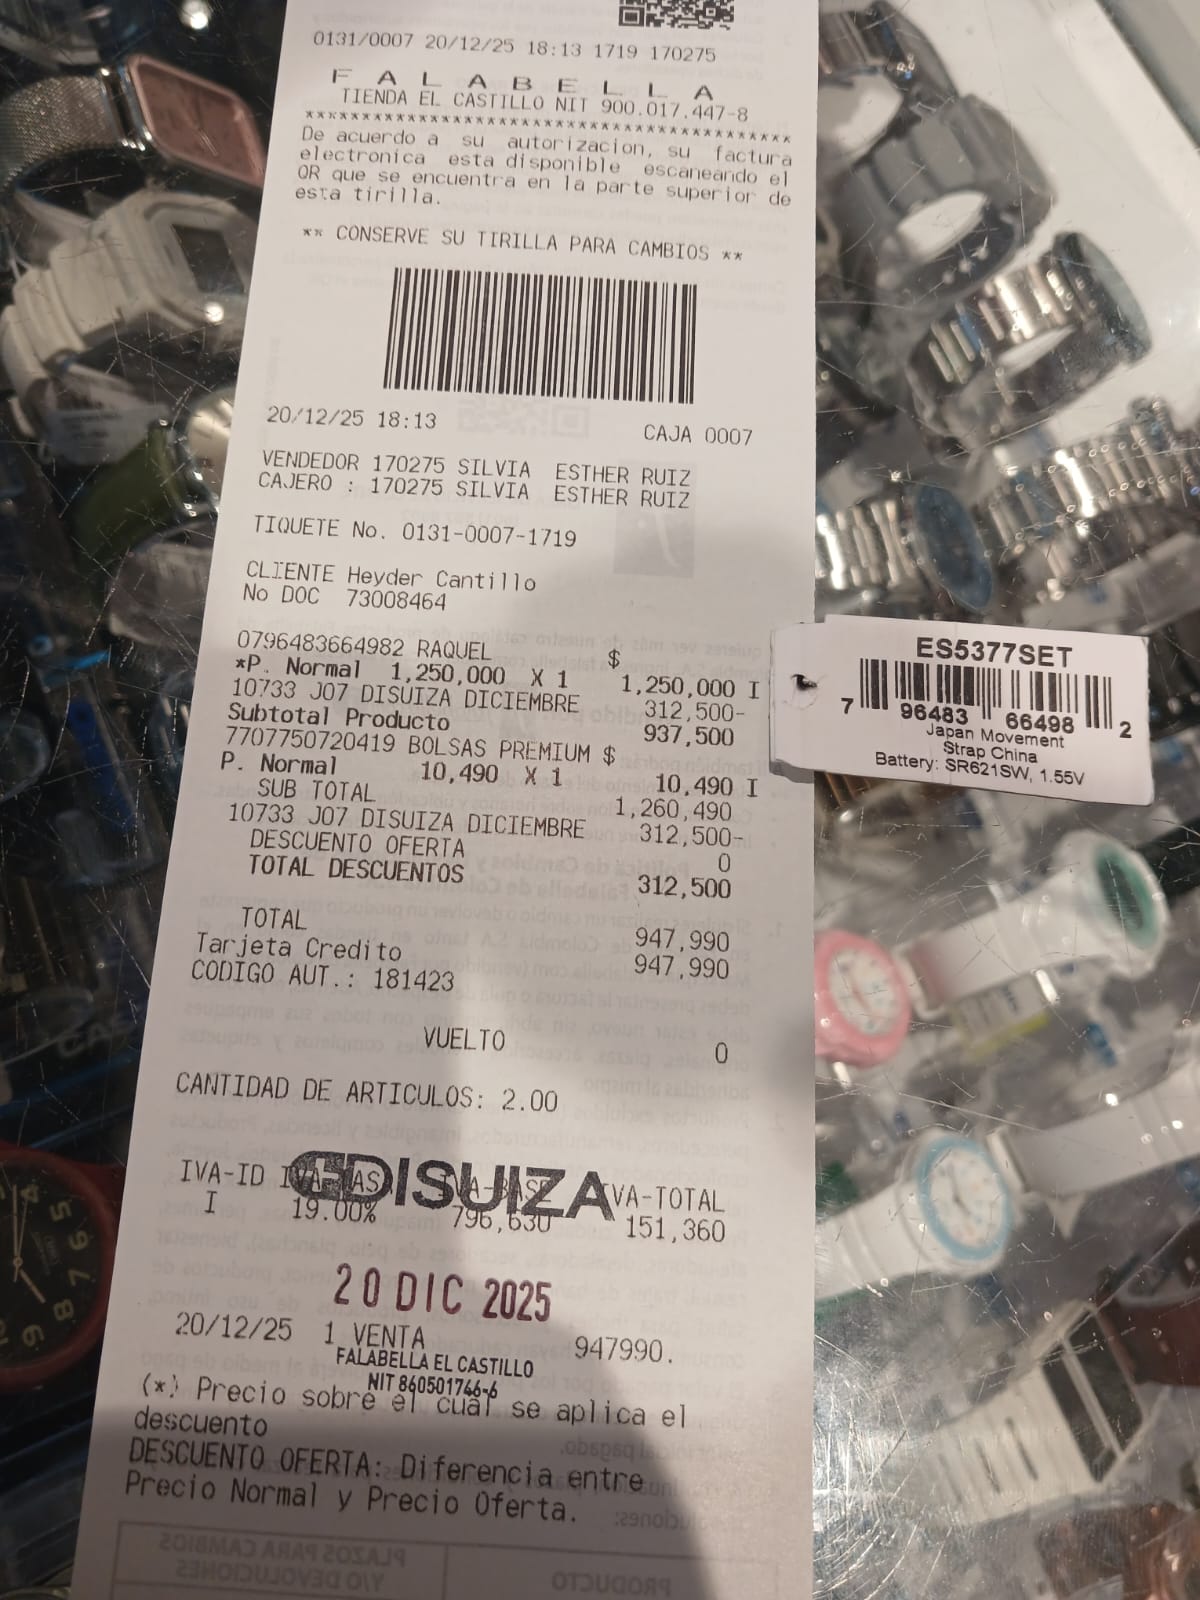 0131/0007 20/12/25 18:13 1719 170275
F A L A B E L L A
TIENDA EL CASTILLO NIT 900.017.447-8
******************************************
De acuerdo a su autorizacion, su factura
electronica esta disponible escaneando el
QR que se encuentra en la parte superior de
esta tirilla.
** CONSERVE SU TIRILLA PARA CAMBIOS **
20/12/25 18:13 CAJA 0007
VENDEDOR 170275 SILVIA ESTHER RUIZ
CAJERO : 170275 SILVIA ESTHER RUIZ
TIQUETE No. 0131-0007-1719
CLIENTE Heyder Cantillo
No DOC 73008464
0796483664982 RAQUEL $
*P. Normal 1,250,000 X 1 1,250,000 I
10733 J07 DISUIZA DICIEMBRE 312,500-
Subtotal Producto 937,500
7707750720419 BOLSAS PREMIUM $
P. Normal 10,490 X 1 10,490 I
SUB TOTAL 1,260,490
10733 J07 DISUIZA DICIEMBRE 312,500-
DESCUENTO OFERTA 0
TOTAL DESCUENTOS 312,500
TOTAL 947,990
Tarjeta Credito 947,990
CODIGO AUT.: 181423
VUELTO 0
CANTIDAD DE ARTICULOS: 2.00
DISUIZA
IVA-ID IVA-TOTAL
I 19.00% 796,630 151,360
20 DIC 2025
20/12/25 1 VENTA 947990.
FALABELLA EL CASTILLO
NIT 860501766-6
(*) Precio sobre el cual se aplica el
descuento
DESCUENTO OFERTA: Diferencia entre
Precio Normal y Precio Oferta.
ES5377SET
7 96483 66498 2
Japan Movement
Strap China
Battery: SR621SW, 1.55V